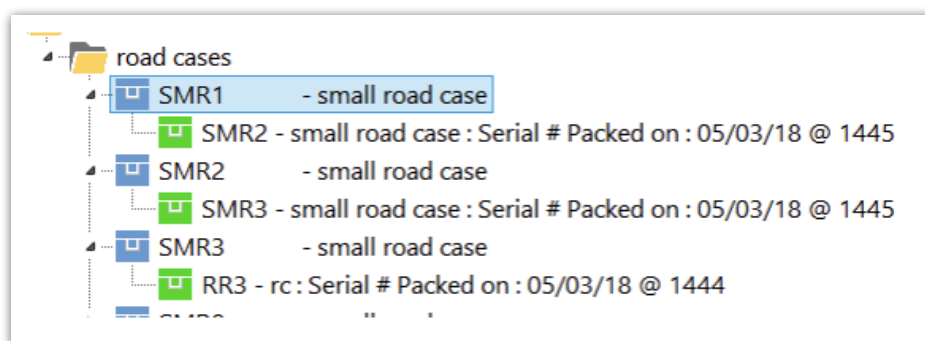 road cases
SMR1 - small road case
SMR2 - small road case : Serial # Packed on : 05/03/18 @ 1445
SMR2 - small road case
SMR3 - small road case : Serial # Packed on : 05/03/18 @ 1445
SMR3 - small road case
RR3 - rc : Serial # Packed on : 05/03/18 @ 1444